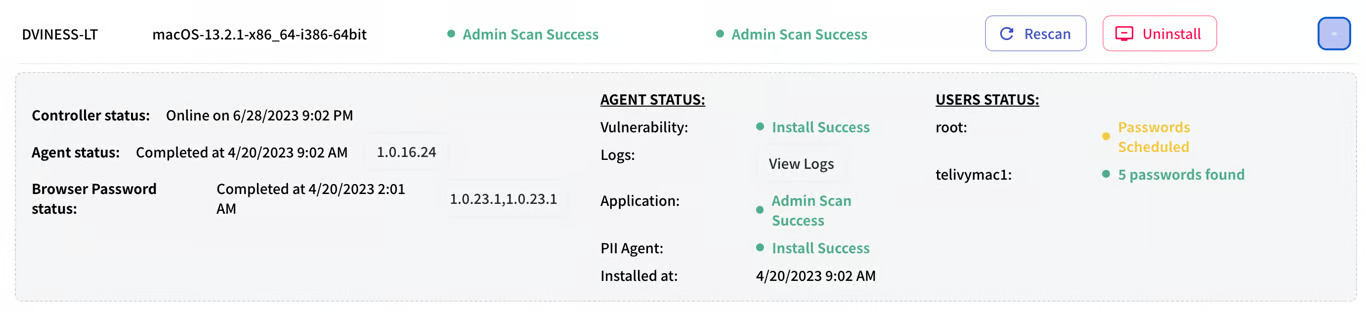 DVINESS-LT macOS-13.2.1-x86_64-i386-64bit Admin Scan Success Admin Scan Success Rescan Uninstall -
Controller status: Online on 6/28/2023 9:02 PM
Agent status: Completed at 4/20/2023 9:02 AM 1.0.16.24
Browser Password status: Completed at 4/20/2023 2:01 AM 1.0.23.1,1.0.23.1
AGENT STATUS:
Vulnerability: Install Success
Logs: View Logs
Application: Admin Scan Success
PII Agent: Install Success
Installed at: 4/20/2023 9:02 AM
USERS STATUS:
root: Passwords Scheduled
telivymac1: 5 passwords found